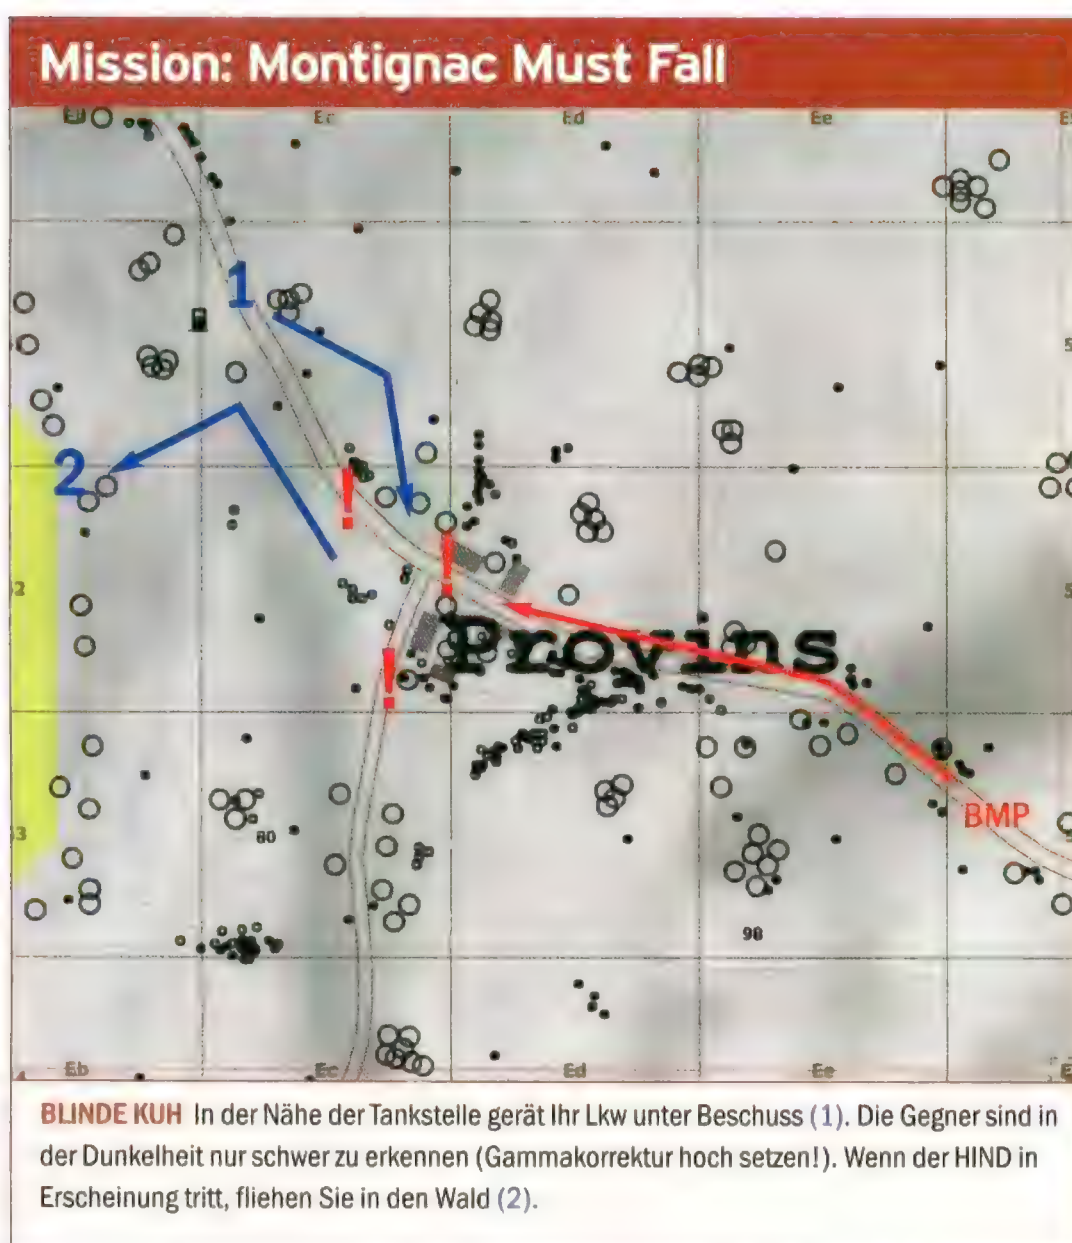 Mission: Montignac Must Fall
Ec Ed Ee
1
2
Provins
BMP
80
98
Eb Ec Ed Ee
BLINDE KUH In der Nähe der Tankstelle gerät Ihr Lkw unter Beschuss (1). Die Gegner sind in
der Dunkelheit nur schwer zu erkennen (Gammakorrektur hoch setzen!). Wenn der HIND in
Erscheinung tritt, fliehen Sie in den Wald (2).